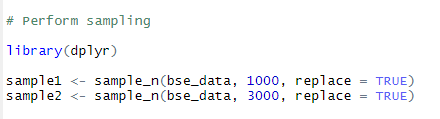 # Perform sampling
library(dplyr)
sample1 <- sample_n(bse_data, 1000, replace = TRUE)
sample2 <- sample_n(bse_data, 3000, replace = TRUE)